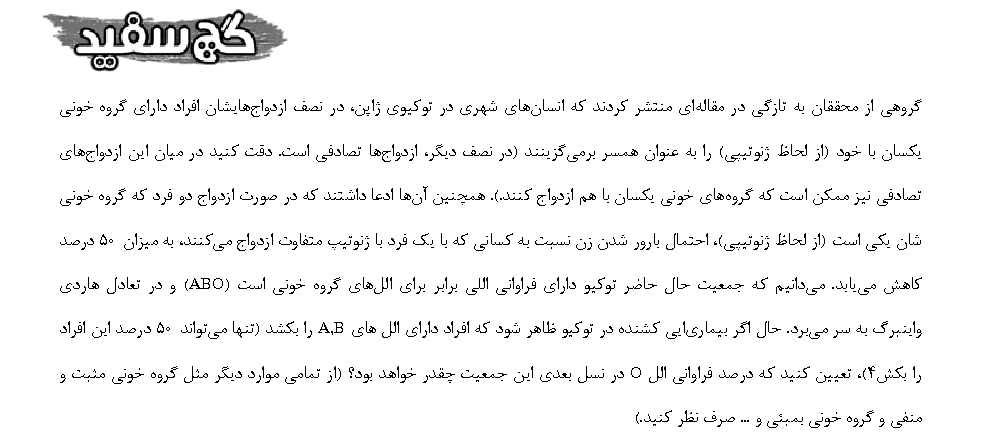 گچ سفید
گروهی از محققان به تازگی در مقاله‌ای منتشر کردند که انسان‌های شهری در توکیوی ژاپن، در نصف ازدواج‌هایشان افراد دارای گروه خونی
یکسان با خود (از لحاظ ژنوتیپی) را به عنوان همسر برمی‌گزینند (در نصف دیگر، ازدواج‌ها تصادفی است. دقت کنید در میان این ازدواج‌های
تصادفی نیز ممکن است که گروه‌های خونی یکسان با هم ازدواج کنند.). همچنین آن‌ها ادعا داشتند که در صورت ازدواج دو فرد که گروه خونی
شان یکی است (از لحاظ ژنوتیپی)، احتمال بارور شدن زن نسبت به کسانی که با یک فرد با ژنوتیپ متفاوت ازدواج می‌کنند، به میزان ۵۰ درصد
کاهش می‌یابد. می‌دانیم که جمعیت حال حاضر توکیو دارای فراوانی اللی برابر برای الل‌های گروه خونی است (ABO) و در تعادل هاردی
واینبرگ به سر می‌برد. حال اگر بیماری‌ایی کشنده در توکیو ظاهر شود که افراد دارای الل های A,B را بکشد (تنها می‌تواند ۵۰ درصد این افراد
را بکش۴)، تعیین کنید که درصد فراوانی الل O در نسل بعدی این جمعیت چقدر خواهد بود؟ (از تمامی موارد دیگر مثل گروه خونی مثبت و
منفی و گروه خونی بمبئی و ... صرف نظر کنید.)